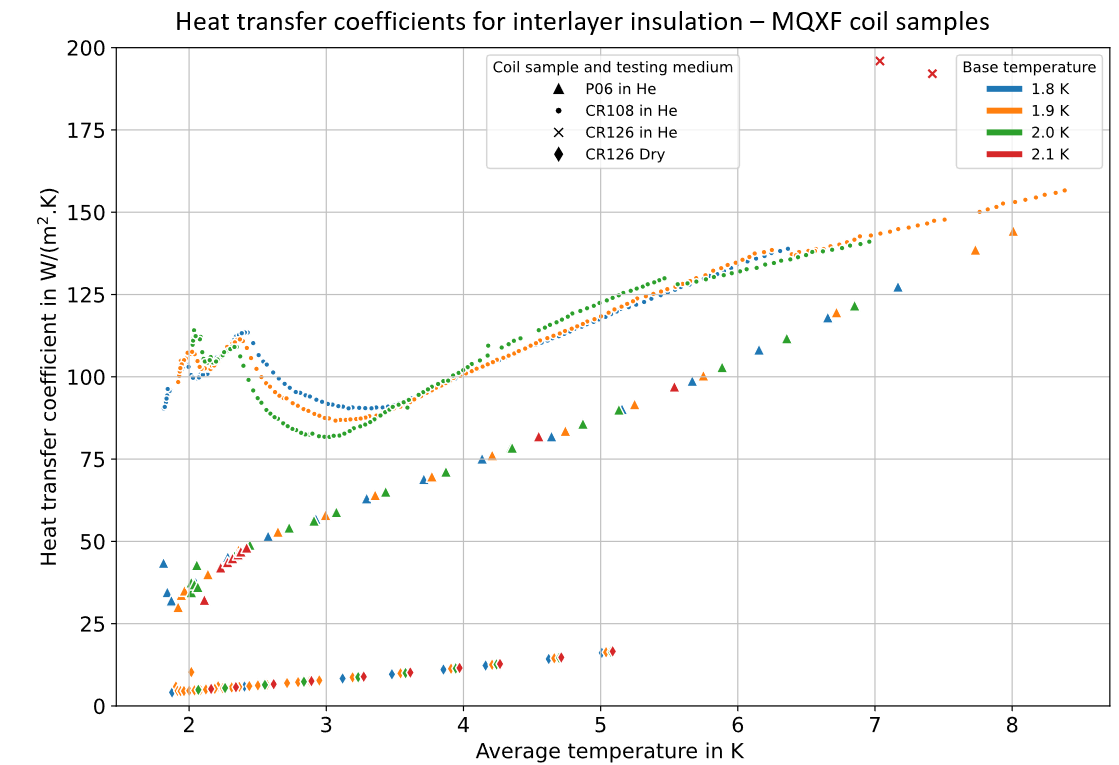 Heat transfer coefficients for interlayer insulation – MQXF coil samples
Heat transfer coefficient in W/(m².K)
200
175
150
125
100
75
50
25
0
Coil sample and testing medium
P06 in He
CR108 in He
CR126 in He
CR126 Dry
Base temperature
1.8 K
1.9 K
2.0 K
2.1 K
2 3 4 5 6 7 8
Average temperature in K